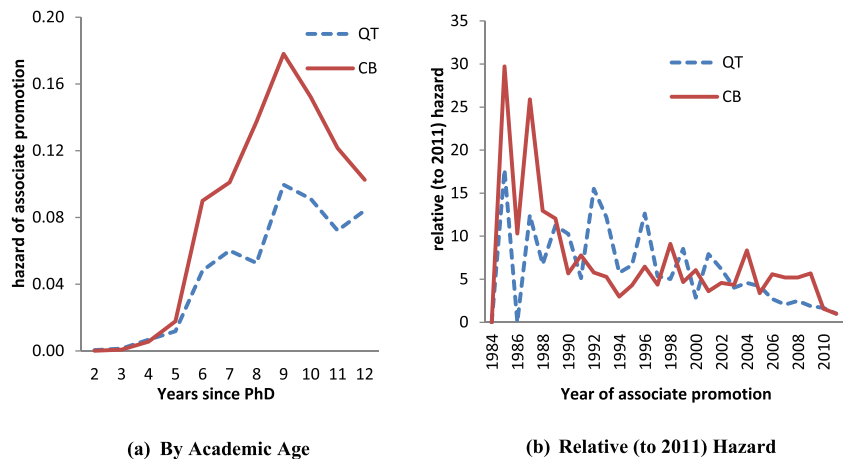 0.20
0.16
0.12
0.08
0.04
0.00
hazard of associate promotion
QT
CB
2 3 4 5 6 7 8 9 10 11 12
Years since PhD
(a) By Academic Age
35
30
25
20
15
10
5
0
relative (to 2011) hazard
QT
CB
1984 1986 1988 1990 1992 1994 1996 1998 2000 2002 2004 2006 2008 2010
Year of associate promotion
(b) Relative (to 2011) Hazard